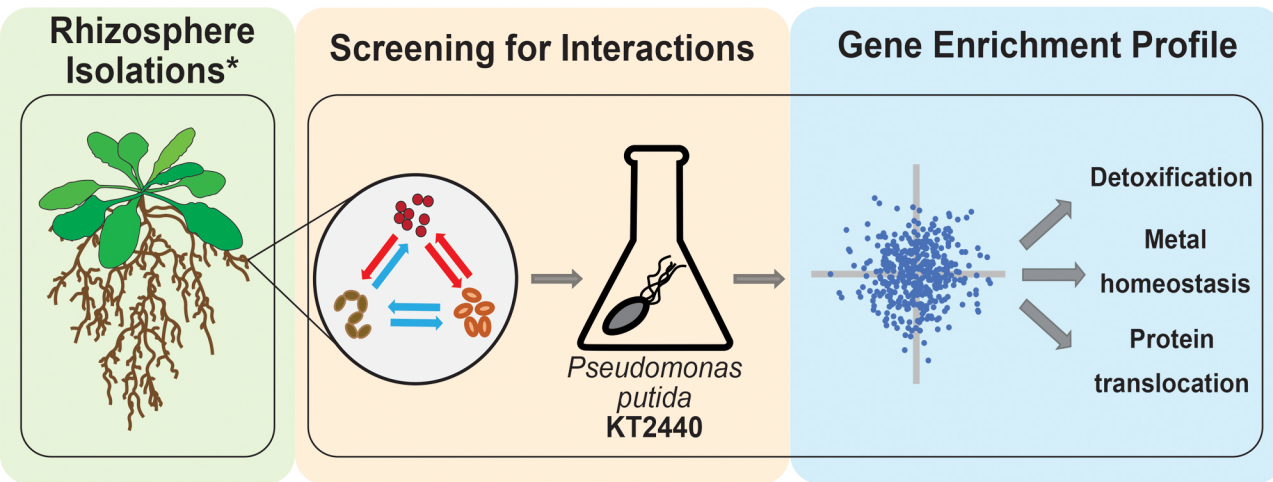 Rhizosphere
Isolations*
Screening for Interactions
Gene Enrichment Profile
Pseudomonas
putida
KT2440
Detoxification
Metal
homeostasis
Protein
translocation